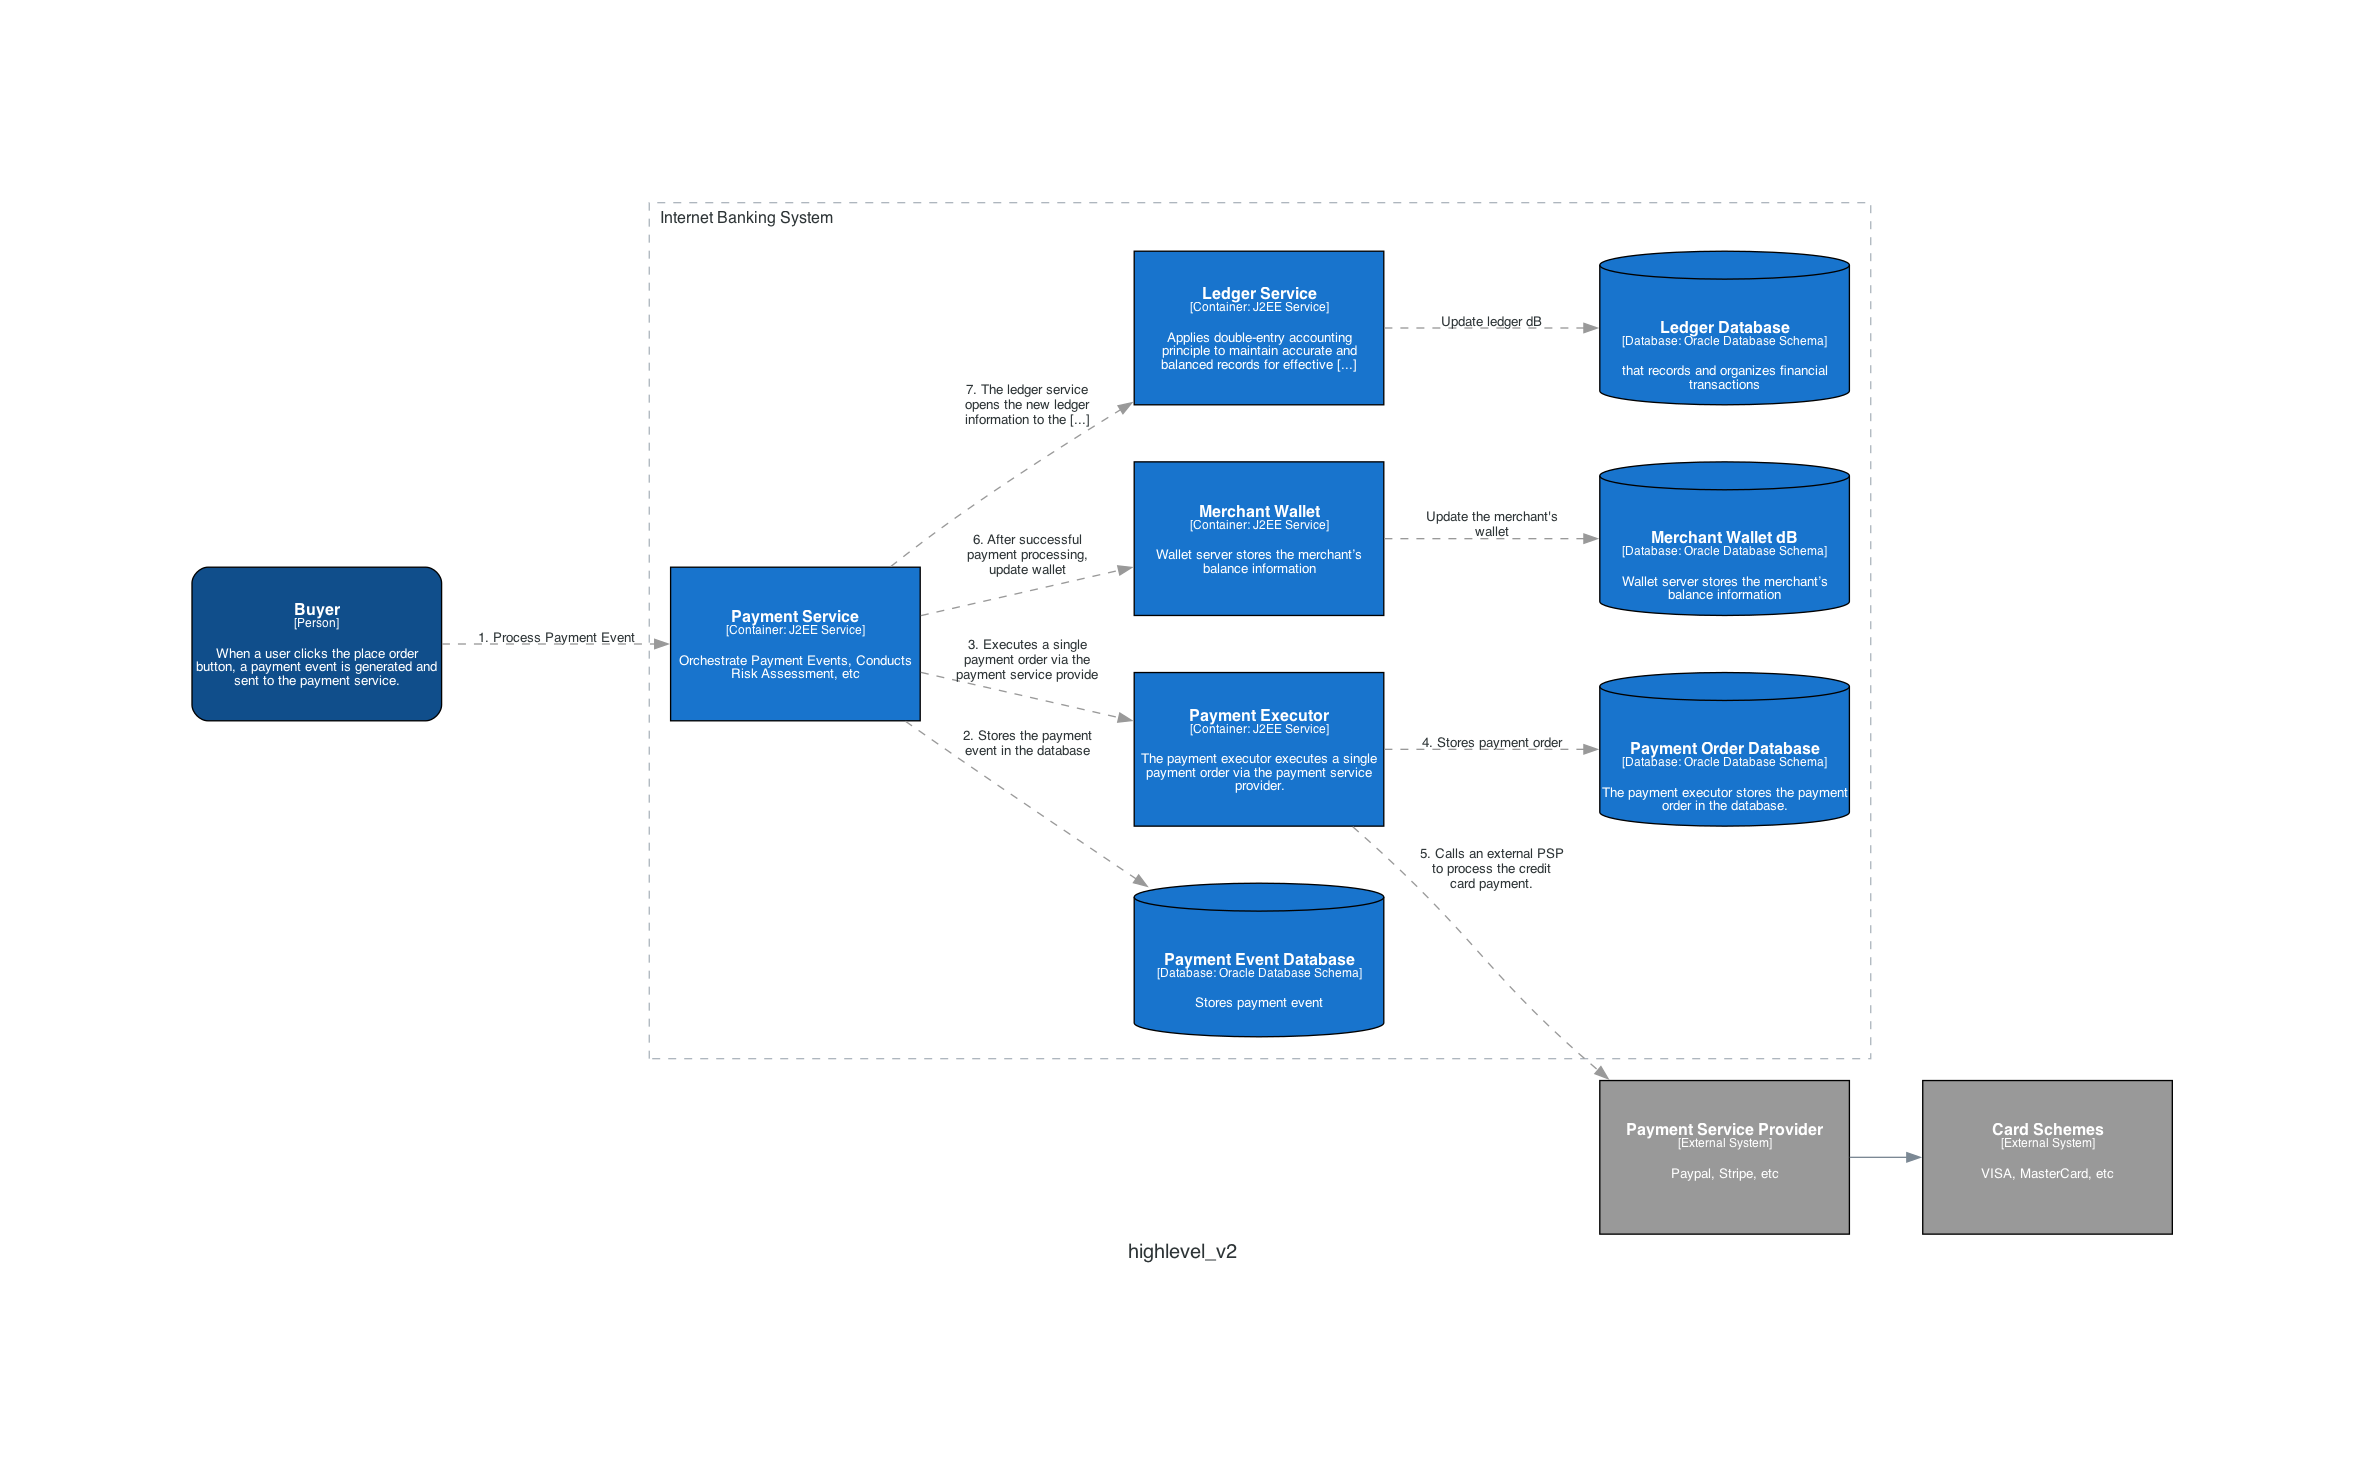 Internet Banking System
Buyer
[Person]
When a user clicks the place order
button, a payment event is generated and
sent to the payment service.
1. Process Payment Event
Payment Service
[Container: J2EE Service]
Orchestrate Payment Events, Conducts
Risk Assessment, etc
7. The ledger service
opens the new ledger
information to the [...]
6. After successful
payment processing,
update wallet
3. Executes a single
payment order via the
payment service provide
2. Stores the payment
event in the database
Ledger Service
[Container: J2EE Service]
Applies double-entry accounting
principle to maintain accurate and
balanced records for effective [...]
Update ledger dB
Ledger Database
[Database: Oracle Database Schema]
that records and organizes financial
transactions
Merchant Wallet
[Container: J2EE Service]
Wallet server stores the merchant's
balance information
Update the merchant's
wallet
Merchant Wallet dB
[Database: Oracle Database Schema]
Wallet server stores the merchant's
balance information
Payment Executor
[Container: J2EE Service]
The payment executor executes a single
payment order via the payment service
provider.
4. Stores payment order
Payment Order Database
[Database: Oracle Database Schema]
The payment executor stores the payment
order in the database.
5. Calls an external PSP
to process the credit
card payment.
Payment Event Database
[Database: Oracle Database Schema]
Stores payment event
Payment Service Provider
[External System]
Paypal, Stripe, etc
Card Schemes
[External System]
VISA, MasterCard, etc
highlevel_v2